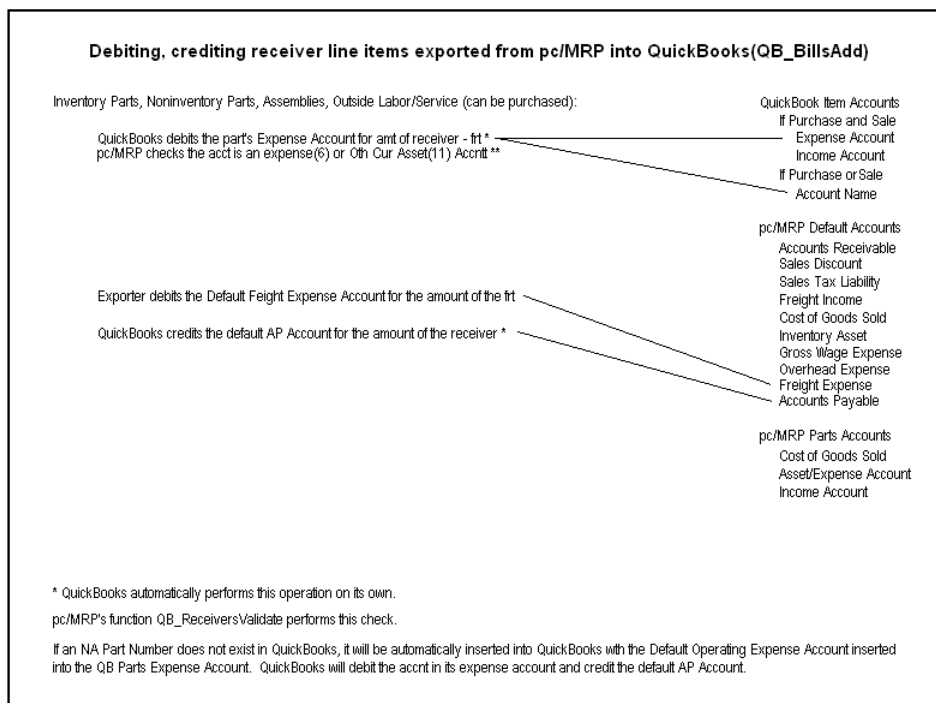 Debiting, crediting receiver line items exported from pc/MRP into QuickBooks(QB_BillsAdd)
Inventory Parts, Noninventory Parts, Assemblies, Outside Labor/Service (can be purchased):
QuickBooks debits the part's Expense Account for amt of receiver - frt *
pc/MRP checks the acct is an expense(6) or 0th Cur Asset(11) Accntt **
Exporter debits the Default Feight Expense Account for the amount of the frt
QuickBooks credits the default AP Account for the amount of the receiver *
QuickBook Item Accounts
If Purchase and Sale
Expense Account
Income Account
If Purchase or Sale
Account Name
pc/MRP Default Accounts
Accounts Receivable
Sales Discount
Sales Tax Liability
Freight Income
Cost of Goods Sold
Inventory Asset
Gross Wage Expense
Overhead Expense
Freight Expense
Accounts Payable
pc/MRP Parts Accounts
Cost of Goods Sold
Asset/Expense Account
Income Account
* QuickBooks automatically performs this operation on its own.
pc/MRP's function QB_ReceiversValidate performs this check.
If an NA Part Number does not exist in QuickBooks, it will be automatically inserted into QuickBooks wth the Default Operating Expense Account inserted
into the QB Parts Expense Account. QuickBooks will debit the accnt in its expense account and credit the default AP Account.